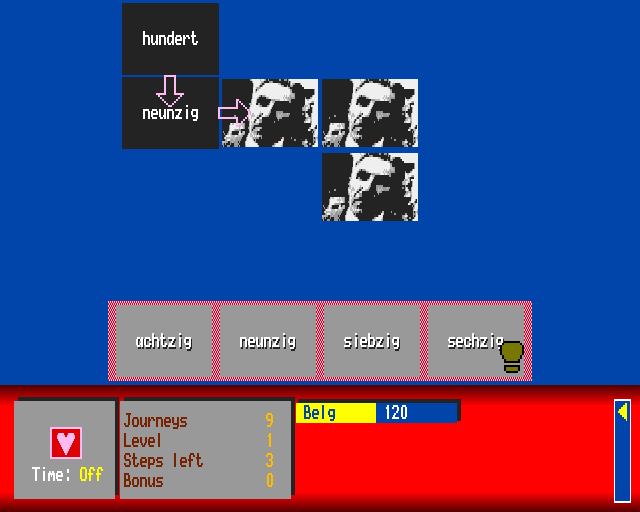 hundert
neunzig
achtzig neunzig siebzig sechzig
Belg 120
Journeys 9
Level 1
Steps left 3
Bonus 0
Time: Off